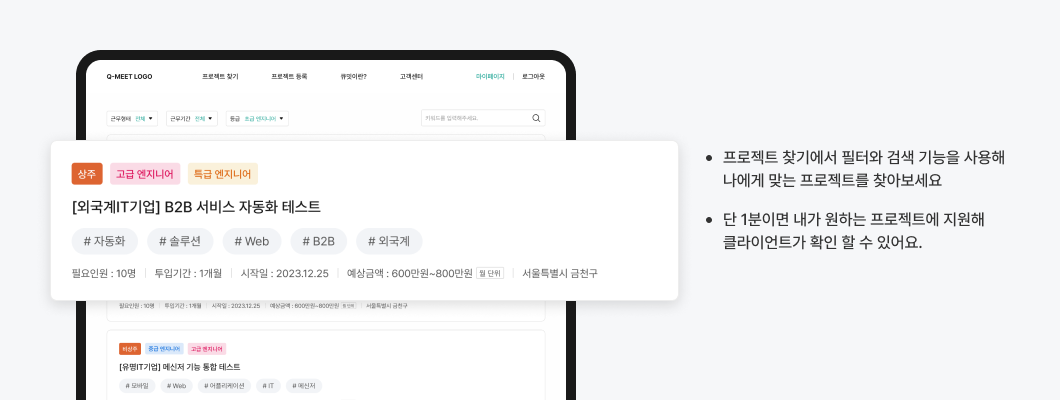 Q-MEET LOGO 프로젝트 찾기 프로젝트 등록 큐밋이란? 고객센터 마이페이지 로그아웃
근무형태 전체 근무기간 전체 등급 초급 엔지니어 키워드를 입력해주세요.
상주 고급 엔지니어 특급 엔지니어
[외국계IT기업] B2B 서비스 자동화 테스트
# 자동화 # 솔루션 # Web # B2B # 외국계
필요인원 : 10명 투입기간 : 1개월 시작일 : 2023.12.25 예상금액 : 600만원~800만원 월 단위 서울특별시 금천구
필요인원 : 10명 투입기간 : 1개월 시작일 : 2023.12.25 예상금액 : 600만원~800만원 월 단위 서울특별시 금천구
비상주 중급 엔지니어 고급 엔지니어
[유명IT기업] 메신저 기능 통합 테스트
# 모바일 # Web # 어플리케이션 # IT # 메신저
• 프로젝트 찾기에서 필터와 검색 기능을 사용해
나에게 맞는 프로젝트를 찾아보세요
• 단 1분이면 내가 원하는 프로젝트에 지원해
클라이언트가 확인 할 수 있어요.